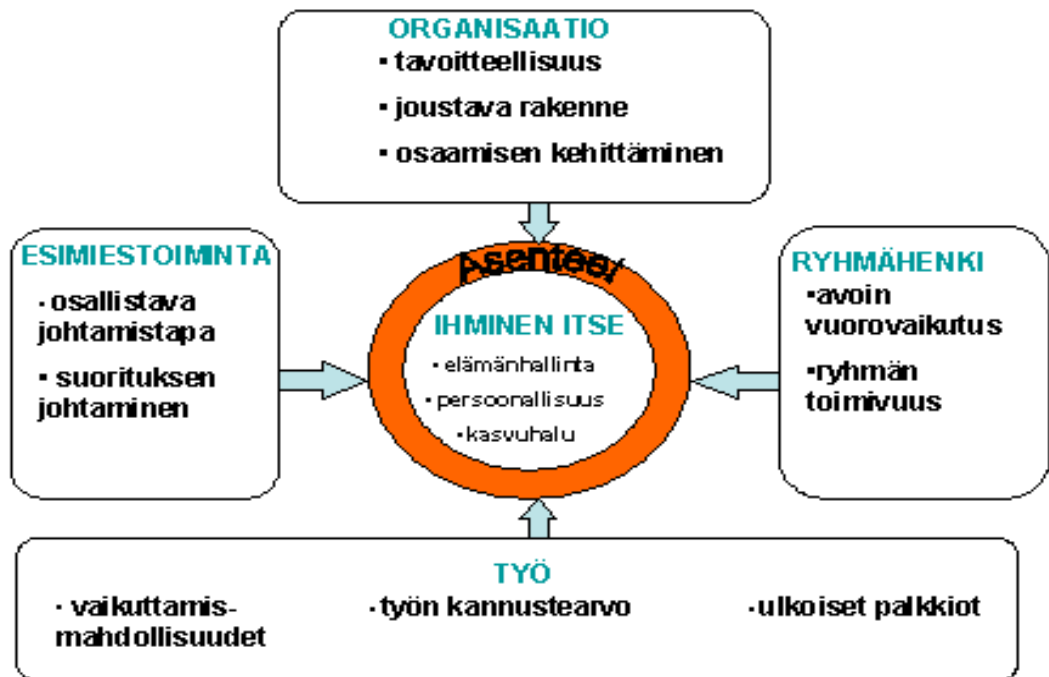 ORGANISAATIO
▪ tavoitteellisuus
▪ joustava rakenne
▪ osaamisen kehittäminen
ESIMIESTOIMINTA
▪ osallistava
johtamistapa
▪ suorituksen
johtaminen
Asenteet
IHMINEN ITSE
▪ elämänhallinta
▪ persoonallisuus
▪ kasvuhalu
RYHMÄHENKI
▪avoin
vuorovaikutus
▪ryhmän
toimivuus
TYÖ
▪ vaikuttamis-
mahdollisuudet
▪työn kannustearvo
▪ulkoiset palkkiot